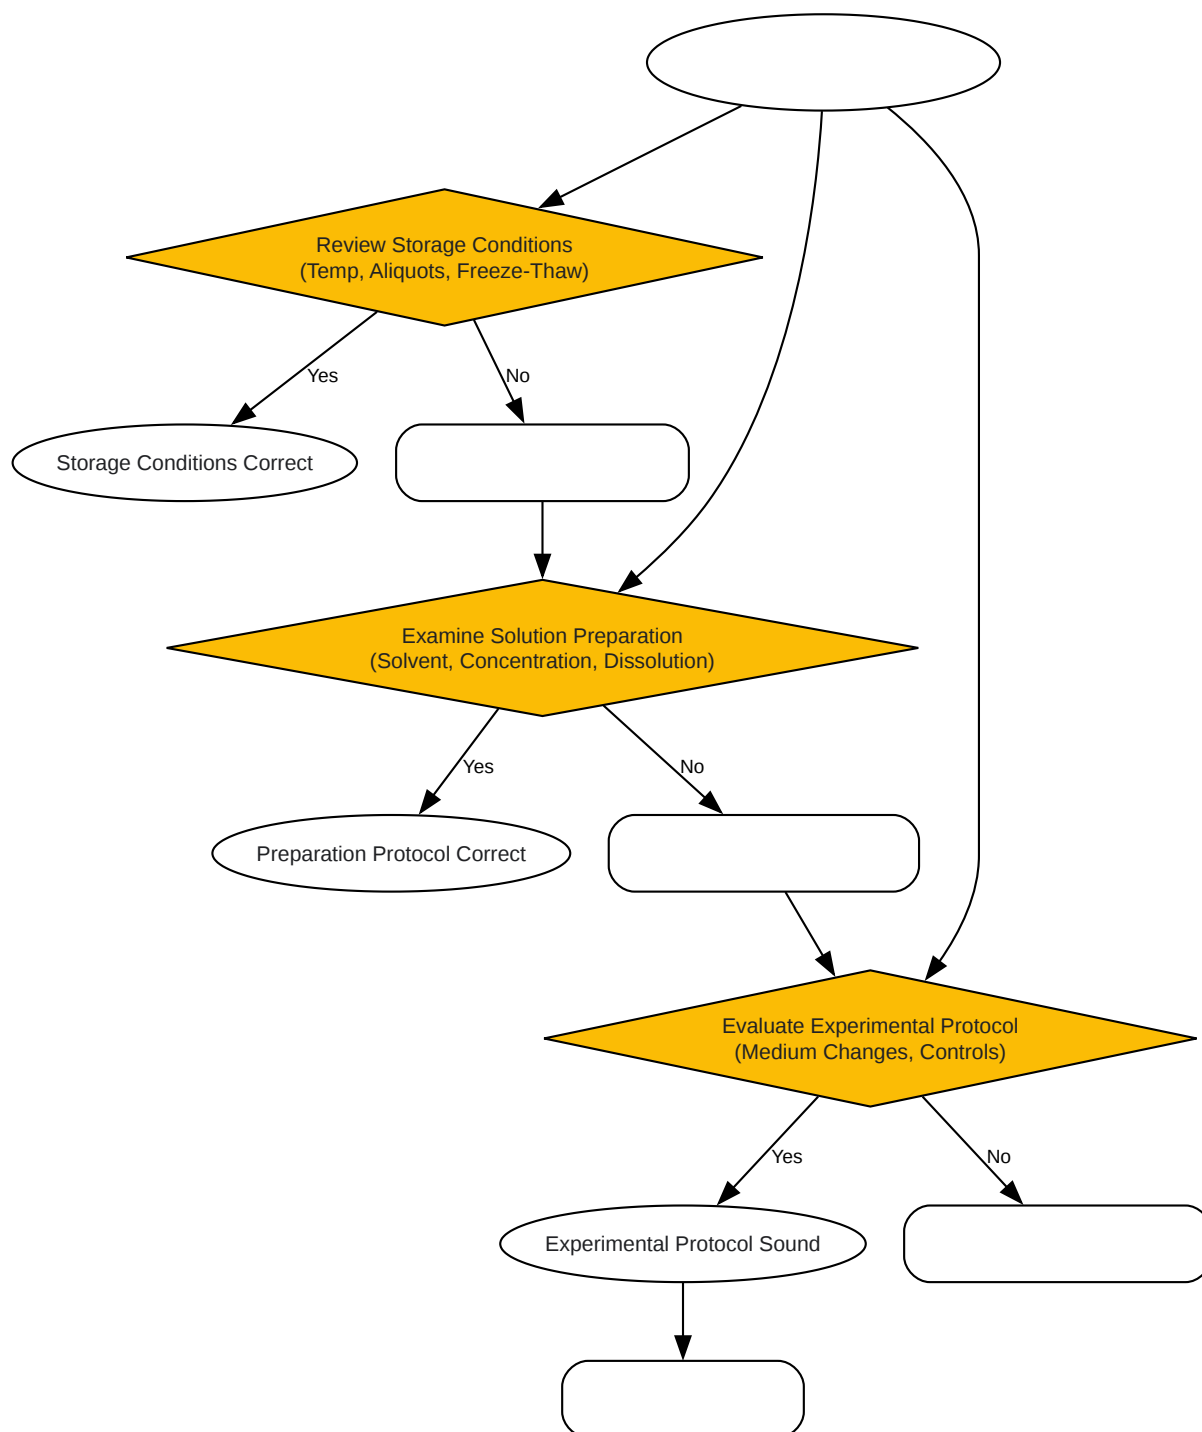 Review Storage Conditions
(Temp, Aliquots, Freeze-Thaw)
Yes
No
Storage Conditions Correct
Examine Solution Preparation
(Solvent, Concentration, Dissolution)
Yes
No
Preparation Protocol Correct
Evaluate Experimental Protocol
(Medium Changes, Controls)
Yes
No
Experimental Protocol Sound